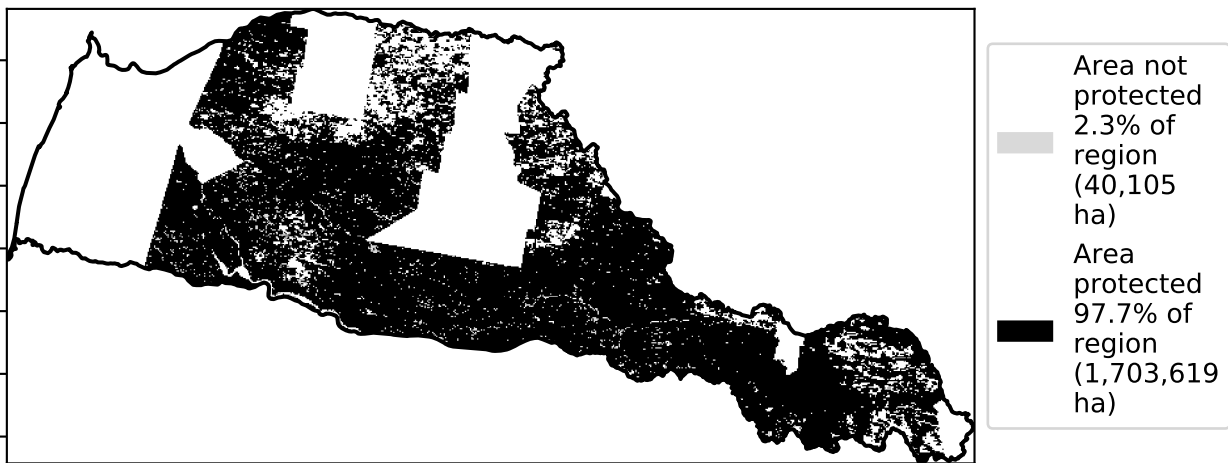 Area not
protected
2.3% of
region
(40,105
ha)
Area
protected
97.7% of
region
(1,703,619
ha)